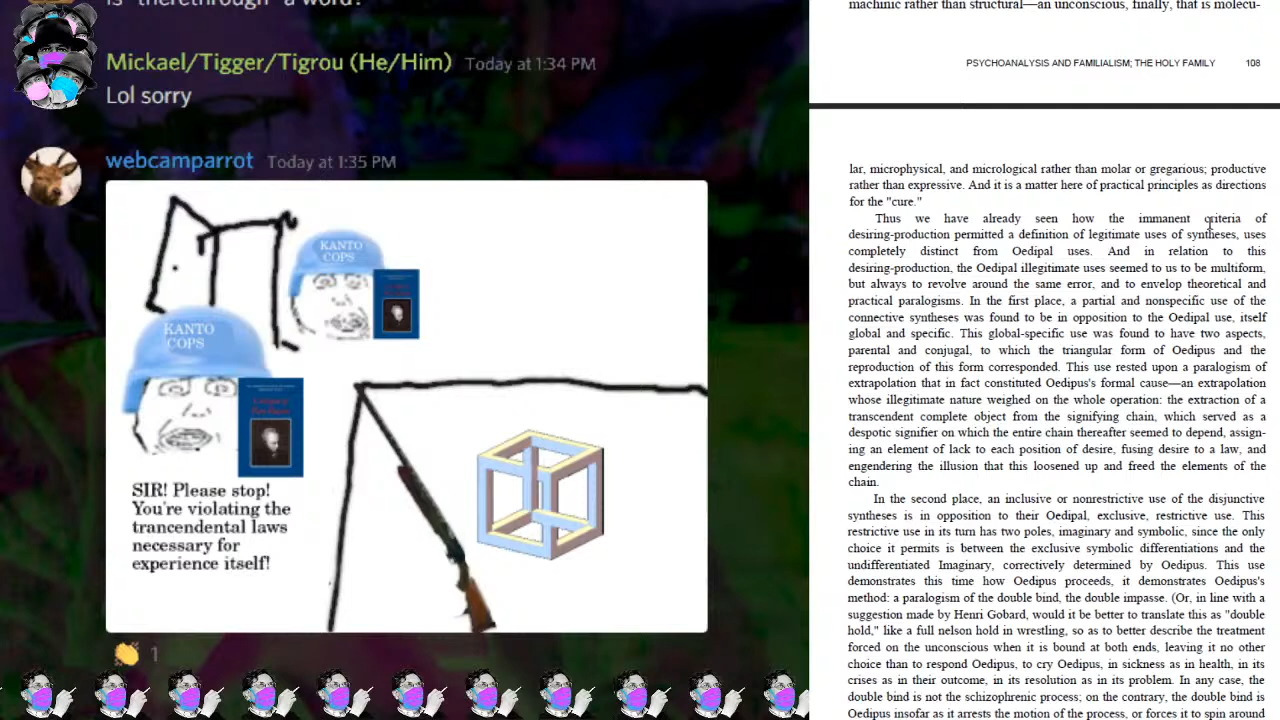 is "therethrough" a word?
Mickael/Tigger/Tigrou (He/Him) Today at 1:34 PM
Lol sorry
webcamparrot Today at 1:35 PM
KANTO
COPS
KANTO
COPS
SIR! Please stop!
You're violating the
trancendental laws
necessary for
experience itself!
1
machinic rather than structural—an unconscious, finally, that is molecu-
PSYCHOANALYSIS AND FAMILIALISM; THE HOLY FAMILY 108
lar, microphysical, and micrological rather than molar or gregarious; productive
rather than expressive. And it is a matter here of practical principles as directions
for the "cure."
Thus we have already seen how the immanent criteria of
desiring-production permitted a definition of legitimate uses of syntheses, uses
completely distinct from Oedipal uses. And in relation to this
desiring-production, the Oedipal illegitimate uses seemed to us to be multiform,
but always to revolve around the same error, and to envelop theoretical and
practical paralogisms. In the first place, a partial and nonspecific use of the
connective syntheses was found to be in opposition to the Oedipal use, itself
global and specific. This global-specific use was found to have two aspects,
parental and conjugal, to which the triangular form of Oedipus and the
reproduction of this form corresponded. This use rested upon a paralogism of
extrapolation that in fact constituted Oedipus's formal cause—an extrapolation
whose illegitimate nature weighed on the whole operation: the extraction of a
transcendent complete object from the signifying chain, which served as a
despotic signifier on which the entire chain thereafter seemed to depend, assign-
ing an element of lack to each position of desire, fusing desire to a law, and
engendering the illusion that this loosened up and freed the elements of the
chain.
In the second place, an inclusive or nonrestrictive use of the disjunctive
syntheses is in opposition to their Oedipal, exclusive, restrictive use. This
restrictive use in its turn has two poles, imaginary and symbolic, since the only
choice it permits is between the exclusive symbolic differentiations and the
undifferentiated Imaginary, correctively determined by Oedipus. This use
demonstrates this time how Oedipus proceeds, it demonstrates Oedipus's
method: a paralogism of the double bind, the double impasse. (Or, in line with a
suggestion made by Henri Gobard, would it be better to translate this as "double
hold," like a full nelson hold in wrestling, so as to better describe the treatment
forced on the unconscious when it is bound at both ends, leaving it no other
choice than to respond Oedipus, to cry Oedipus, in sickness as in health, in its
crises as in their outcome, in its resolution as in its problem. In any case, the
double bind is not the schizophrenic process; on the contrary, the double bind is
Oedipus insofar as it arrests the motion of the process, or forces it to spin around